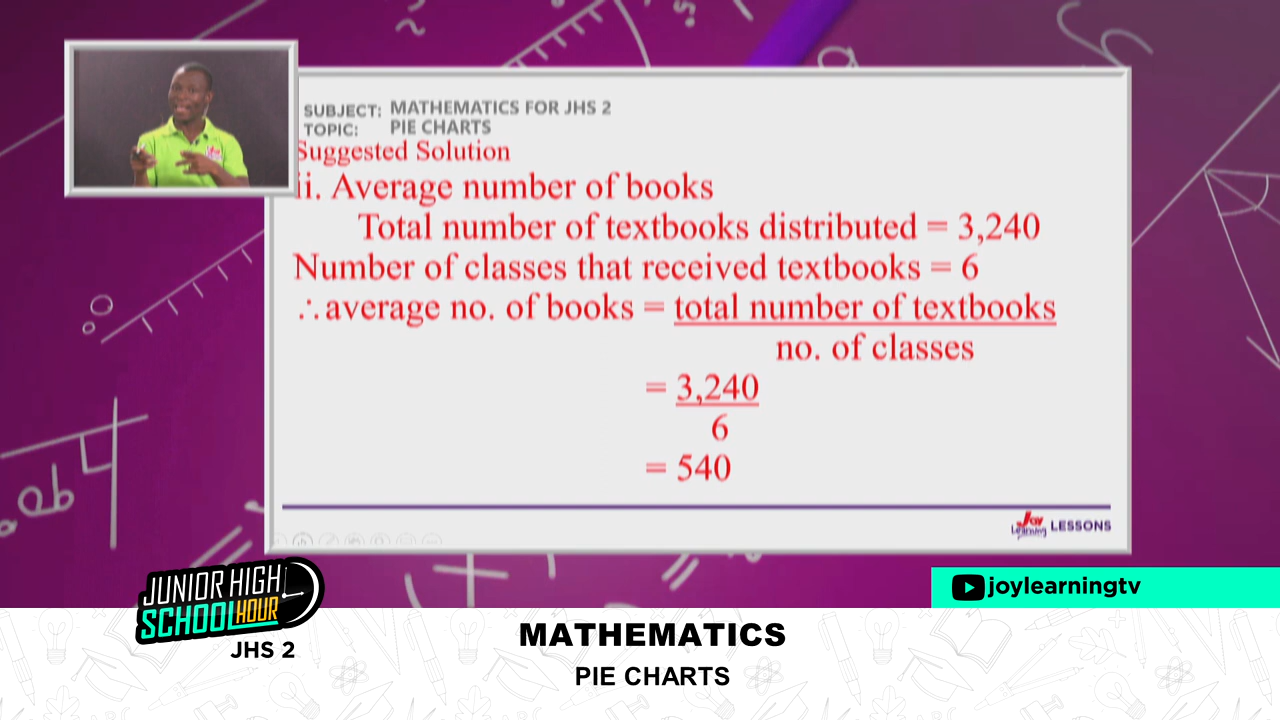 SUBJECT: MATHEMATICS FOR JHS 2
TOPIC: PIE CHARTS
Suggested Solution
ii. Average number of books
Total number of textbooks distributed = 3,240
Number of classes that received textbooks = 6
∴ average no. of books = total number of textbooks
no. of classes
= 3,240
6
= 540
Joy Learning LESSONS
joylearningtv
JUNIOR HIGH
SCHOOL HOUR
JHS 2
MATHEMATICS
PIE CHARTS